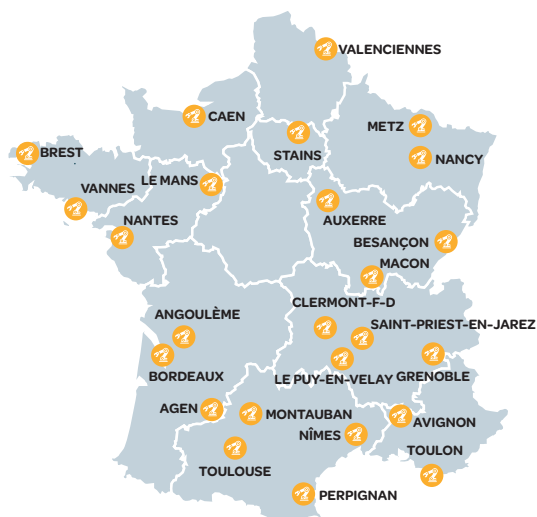 VALENCIENNES
CAEN
METZ
STAINS
BREST
NANCY
LE MANS
VANNES
AUXERRE
NANTES
BESANÇON
MACON
CLERMONT-F-D
ANGOULÈME
SAINT-PRIEST-EN-JAREZ
BORDEAUX
LE PUY-EN-VELAY
GRENOBLE
AGEN
MONTAUBAN
AVIGNON
NÎMES
TOULON
TOULOUSE
PERPIGNAN